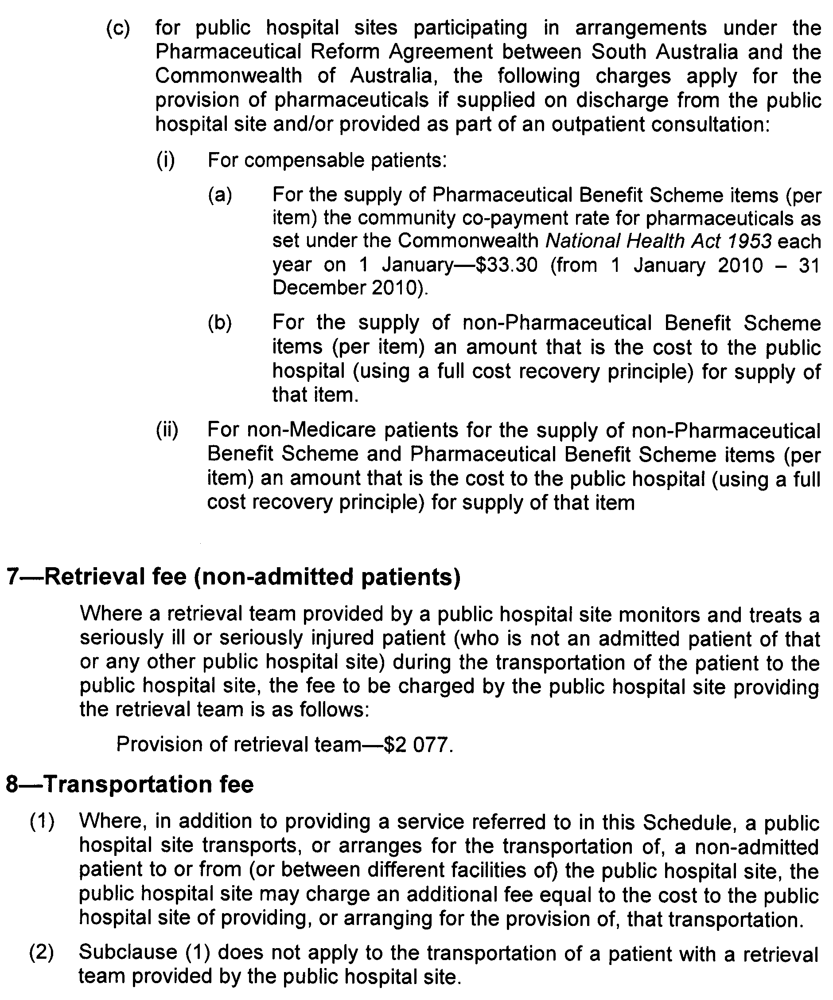 (c) for public hospital sites participating in arrangements under the
Pharmaceutical Reform Agreement between South Australia and the
Commonwealth of Australia, the following charges apply for the
provision of pharmaceuticals if supplied on discharge from the public
hospital site and/or provided as part of an outpatient consultation:
(i) For compensable patients:
(a) For the supply of Pharmaceutical Benefit Scheme items (per
item) the community co-payment rate for pharmaceuticals as
set under the Commonwealth National Health Act 1953 each
year on 1 January—$33.30 (from 1 January 2010 – 31
December 2010).
(b) For the supply of non-Pharmaceutical Benefit Scheme
items (per item) an amount that is the cost to the public
hospital (using a full cost recovery principle) for supply of
that item.
(ii) For non-Medicare patients for the supply of non-Pharmaceutical
Benefit Scheme and Pharmaceutical Benefit Scheme items (per
item) an amount that is the cost to the public hospital (using a full
cost recovery principle) for supply of that item
7—Retrieval fee (non-admitted patients)
Where a retrieval team provided by a public hospital site monitors and treats a
seriously ill or seriously injured patient (who is not an admitted patient of that
or any other public hospital site) during the transportation of the patient to the
public hospital site, the fee to be charged by the public hospital site providing
the retrieval team is as follows:
Provision of retrieval team—$2 077.
8—Transportation fee
(1) Where, in addition to providing a service referred to in this Schedule, a public
hospital site transports, or arranges for the transportation of, a non-admitted
patient to or from (or between different facilities of) the public hospital site, the
public hospital site may charge an additional fee equal to the cost to the public
hospital site of providing, or arranging for the provision of, that transportation.
(2) Subclause (1) does not apply to the transportation of a patient with a retrieval
team provided by the public hospital site.